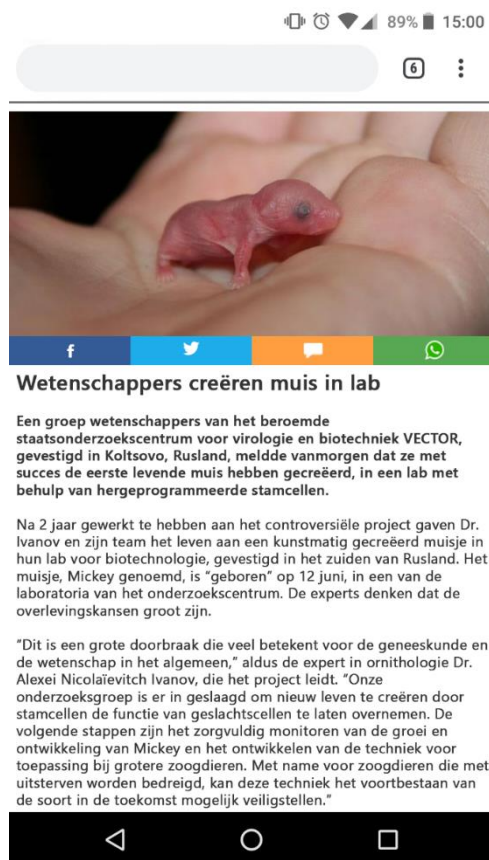 89% 15:00
6
f
Wetenschappers creëren muis in lab
Een groep wetenschappers van het beroemde
staatsonderzoekscentrum voor virologie en biotechniek VECTOR,
gevestigd in Koltsovo, Rusland, meldde vanmorgen dat ze met
succes de eerste levende muis hebben gecreëerd, in een lab met
behulp van hergeprogrammeerde stamcellen.
Na 2 jaar gewerkt te hebben aan het controversiële project gaven Dr.
Ivanov en zijn team het leven aan een kunstmatig gecreëerd muisje in
hun lab voor biotechnologie, gevestigd in het zuiden van Rusland. Het
muisje, Mickey genoemd, is “geboren” op 12 juni, in een van de
laboratoria van het onderzoekscentrum. De experts denken dat de
overlevingskansen groot zijn.
“Dit is een grote doorbraak die veel betekent voor de geneeskunde en
de wetenschap in het algemeen,” aldus de expert in ornithologie Dr.
Alexei Nicolaïevitch Ivanov, die het project leidt. “Onze
onderzoeksgroep is er in geslaagd om nieuw leven te creëren door
stamcellen de functie van geslachtscellen te laten overnemen. De
volgende stappen zijn het zorgvuldig monitoren van de groei en
ontwikkeling van Mickey en het ontwikkelen van de techniek voor
toepassing bij grotere zoogdieren. Met name voor zoogdieren die met
uitsterven worden bedreigd, kan deze techniek het voortbestaan van
de soort in de toekomst mogelijk veiligstellen.”